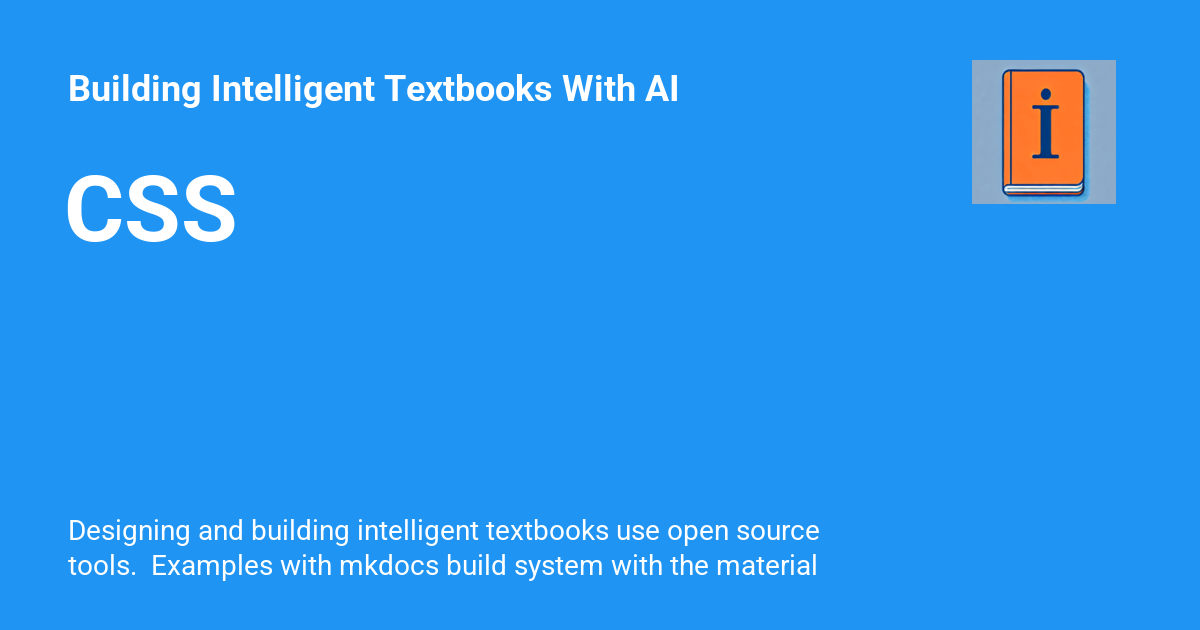 Building Intelligent Textbooks With AI
i
CSS
Designing and building intelligent textbooks use open source
tools.  Examples with mkdocs build system with the material